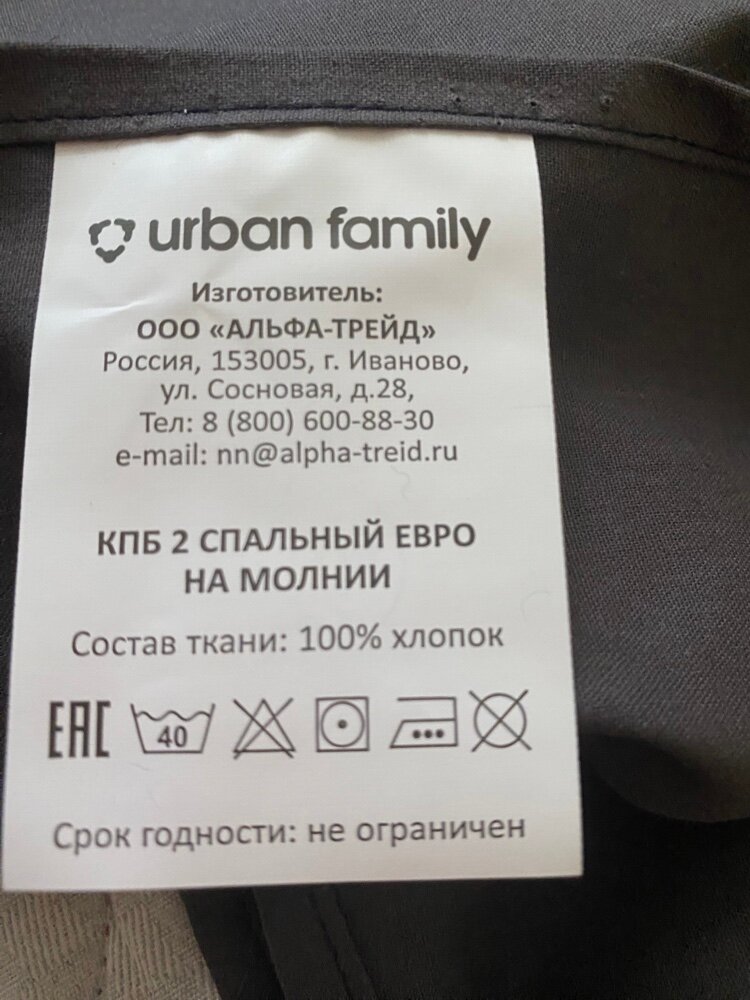 urban family
Изготовитель:
ООО «АЛЬФА-ТРЕЙД»
Россия, 153005, г. Иваново,
ул. Сосновая, д.28,
Тел: 8 (800) 600-88-30
e-mail: nn@alpha-treid.ru
КПБ 2 СПАЛЬНЫЙ ЕВРО
НА МОЛНИИ
Состав ткани: 100% хлопок
ЕАС 40
Срок годности: не ограничен